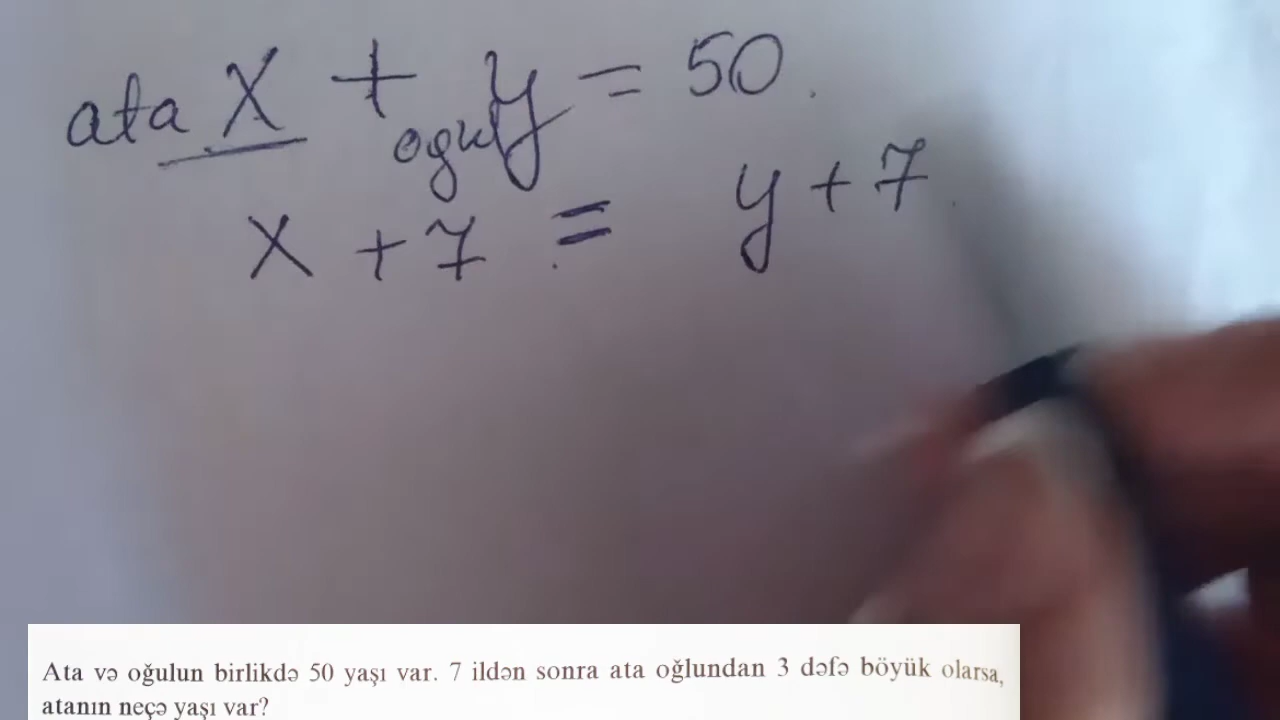 ata x + y = 50
oğul
x + 7 = y + 7
Ata və oğulun birlikdə 50 yaşı var. 7 ildən sonra ata oğlundan 3 dəfə böyük olarsa,
atanın neçə yaşı var?